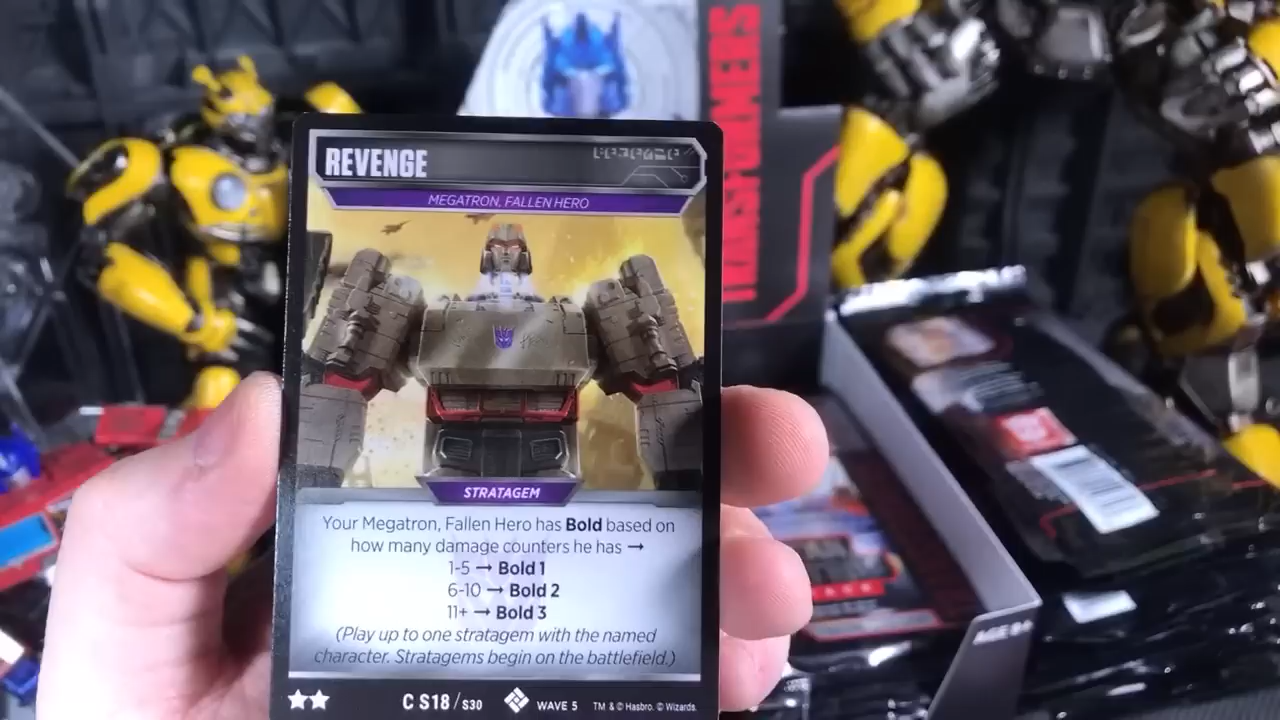 REVENGE
MEGATRON, FALLEN HERO
STRATAGEM
Your Megatron, Fallen Hero has Bold based on
how many damage counters he has →
1-5 → Bold 1
6-10 → Bold 2
11+ → Bold 3
(Play up to one stratagem with the named
character. Stratagems begin on the battlefield.)
C S18/S30 WAVE 5 TM & © Hasbro. © Wizards.
TRANSFORMERS
AGE 8+